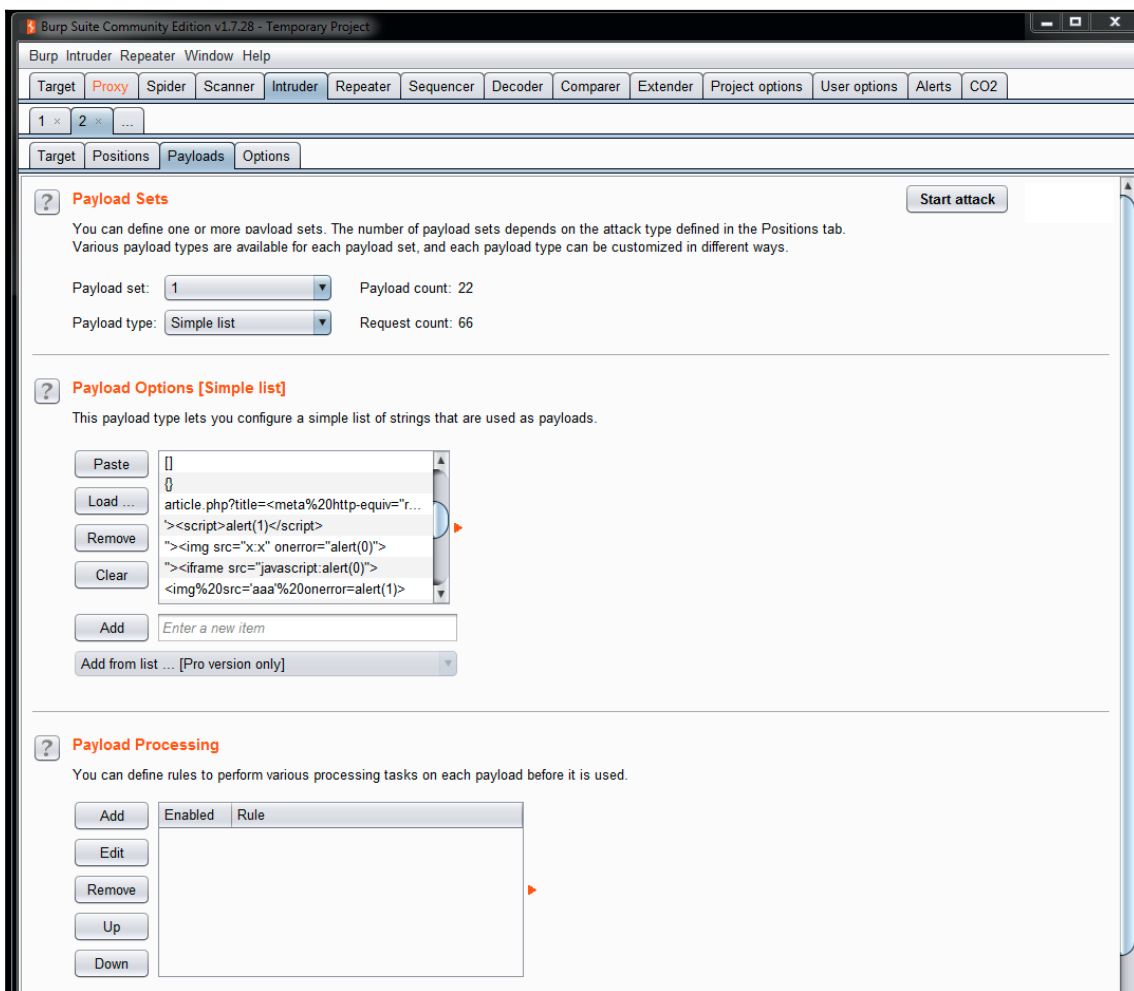 Burp Suite Community Edition v1.7.28 - Temporary Project
Burp Intruder Repeater Window Help
Target Proxy Spider Scanner Intruder Repeater Sequencer Decoder Comparer Extender Project options User options Alerts CO2
1 × 2 × ...
Target Positions Payloads Options
? Payload Sets Start attack
You can define one or more payload sets. The number of payload sets depends on the attack type defined in the Positions tab.
Various payload types are available for each payload set, and each payload type can be customized in different ways.
Payload set: 1 Payload count: 22
Payload type: Simple list Request count: 66
? Payload Options [Simple list]
This payload type lets you configure a simple list of strings that are used as payloads.
Paste []
{}
Load ... article.php?title=<meta%20http-equiv="r...
'><script>alert(1)</script>
Remove "><img src="x:x" onerror="alert(0)">
"><iframe src="javascript:alert(0)">
Clear <img%20src='aaa'%20onerror=alert(1)>
Add Enter a new item
Add from list ... [Pro version only]
? Payload Processing
You can define rules to perform various processing tasks on each payload before it is used.
Add Enabled Rule
Edit
Remove
Up
Down